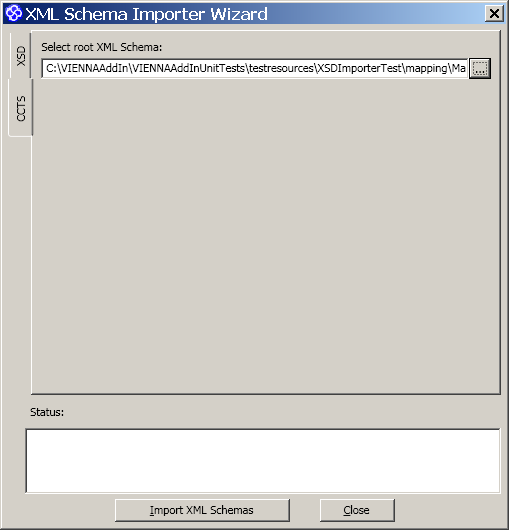 XML Schema Importer Wizard
XSD
CCTS
Select root XML Schema:
C:\VIENNAAddIn\VIENNAAddInUnitTests\testresources\XSDImporterTest\mapping\Ma
...
Status:
Import XML Schemas
Close